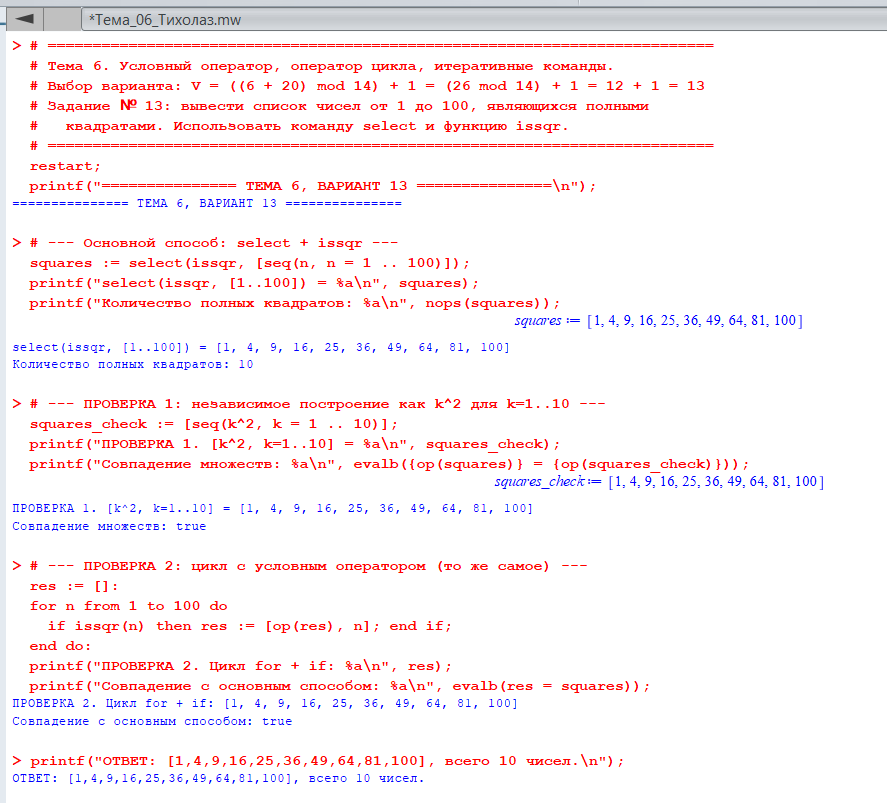 *Тема_06_Тихолаз.mw
> # ==========================================================================
# Тема 6. Условный оператор, оператор цикла, итеративные команды.
# Выбор варианта: V = ((6 + 20) mod 14) + 1 = (26 mod 14) + 1 = 12 + 1 = 13
# Задание № 13: вывести список чисел от 1 до 100, являющихся полными
#   квадратами. Использовать команду select и функцию issqr.
# ==========================================================================
restart;
printf("=============== ТЕМА 6, ВАРИАНТ 13 ===============\n");
=============== ТЕМА 6, ВАРИАНТ 13 ===============
> # --- Основной способ: select + issqr ---
squares := select(issqr, [seq(n, n = 1 .. 100)]);
printf("select(issqr, [1..100]) = %a\n", squares);
printf("Количество полных квадратов: %a\n", nops(squares));
squares := [1, 4, 9, 16, 25, 36, 49, 64, 81, 100]
select(issqr, [1..100]) = [1, 4, 9, 16, 25, 36, 49, 64, 81, 100]
Количество полных квадратов: 10
> # --- ПРОВЕРКА 1: независимое построение как k^2 для k=1..10 ---
squares_check := [seq(k^2, k = 1 .. 10)];
printf("ПРОВЕРКА 1. [k^2, k=1..10] = %a\n", squares_check);
printf("Совпадение множеств: %a\n", evalb({op(squares)} = {op(squares_check)}));
squares_check := [1, 4, 9, 16, 25, 36, 49, 64, 81, 100]
ПРОВЕРКА 1. [k^2, k=1..10] = [1, 4, 9, 16, 25, 36, 49, 64, 81, 100]
Совпадение множеств: true
> # --- ПРОВЕРКА 2: цикл с условным оператором (то же самое) ---
res := []:
for n from 1 to 100 do
  if issqr(n) then res := [op(res), n]; end if;
end do:
printf("ПРОВЕРКА 2. Цикл for + if: %a\n", res);
printf("Совпадение с основным способом: %a\n", evalb(res = squares));
ПРОВЕРКА 2. Цикл for + if: [1, 4, 9, 16, 25, 36, 49, 64, 81, 100]
Совпадение с основным способом: true
> printf("ОТВЕТ: [1,4,9,16,25,36,49,64,81,100], всего 10 чисел.\n");
ОТВЕТ: [1,4,9,16,25,36,49,64,81,100], всего 10 чисел.